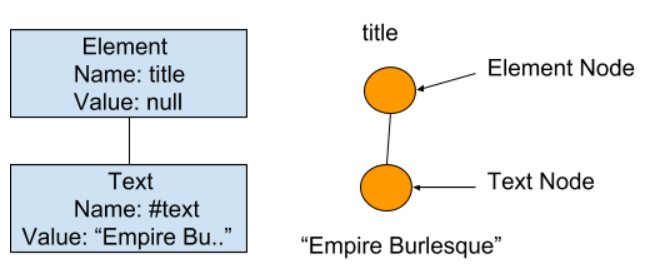 Element
Name: title
Value: null
Text
Name: #text
Value: “Empire Bu..”
title
Element Node
Text Node
“Empire Burlesque”